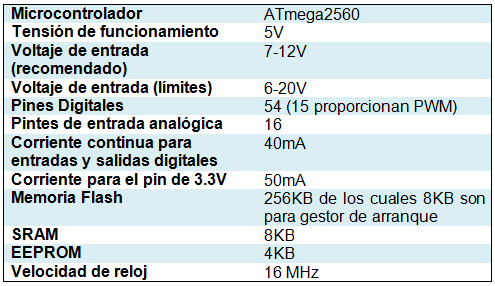 Microcontrolador ATmega2560
Tensión de funcionamiento 5V
Voltaje de entrada 7-12V
(recomendado)
Voltaje de entrada (límites) 6-20V
Pines Digitales 54 (15 proporcionan PWM)
Pintes de entrada analógica 16
Corriente continua para 40mA
entradas y salidas digitales
Corriente para el pin de 3.3V 50mA
Memoria Flash 256KB de los cuales 8KB son
para gestor de arranque
SRAM 8KB
EEPROM 4KB
Velocidad de reloj 16 MHz